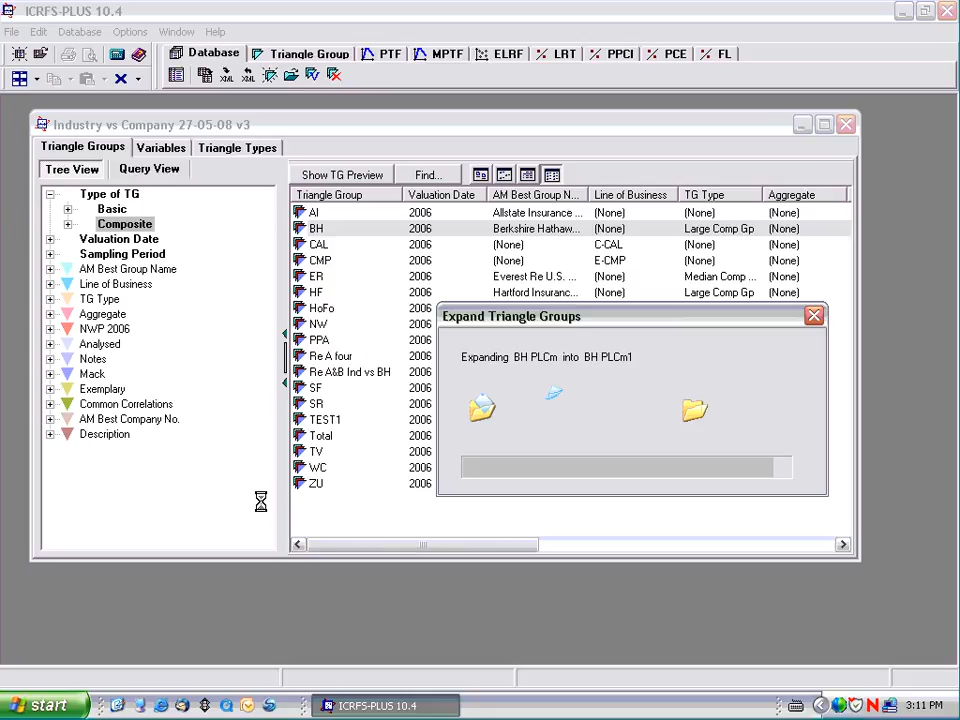 ICRFS-PLUS 10.4
File Edit Database Options Window Help
Database Triangle Group PTF MPTF ELRF LRT PPCI PCE FL
Industry vs Company 27-05-08 v3
Triangle Groups Variables Triangle Types
Tree View Query View
Show TG Preview Find...
Type of TG
Basic
Composite
Valuation Date
Sampling Period
AM Best Group Name
Line of Business
TG Type
Aggregate
NWP 2006
Analysed
Notes
Mack
Exemplary
Common Correlations
AM Best Company No.
Description
Triangle Group Valuation Date AM Best Group N... Line of Business TG Type Aggregate
AI 2006 Allstate Insurance ... (None) (None) (None)
BH 2006 Berkshire Hathaw... (None) Large Comp Gp (None)
CAL 2006 (None) C-CAL (None) (None)
CMP 2006 (None) E-CMP (None) (None)
ER 2006 Everest Re U.S. ... (None) Median Comp ... (None)
HF 2006 Hartford Insuranc... (None) Large Comp Gp (None)
HoFo 2006
NW 2006
PPA 2006
Re A four 2006
Re A&B Ind vs BH 2006
SF 2006
SR 2006
TEST1 2006
Total 2006
TV 2006
WC 2006
ZU 2006
Expand Triangle Groups
Expanding BH PLCm into BH PLCm1
start
ICRFS-PLUS 10.4
3:11 PM